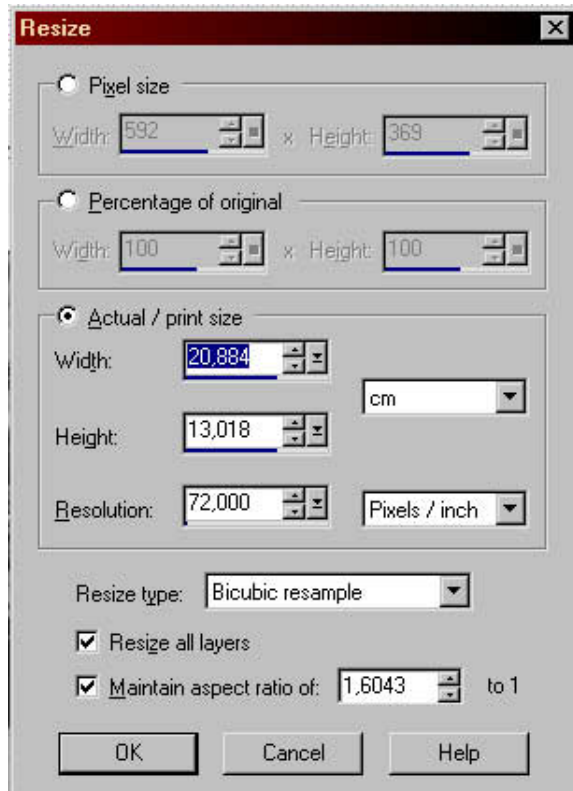 Resize
Pixel size
Width: 592 x Height: 369
Percentage of original
Width: 100 x Height: 100
Actual / print size
Width: 20,884
cm
Height: 13,018
Resolution: 72,000 Pixels / inch
Resize type: Bicubic resample
Resize all layers
Maintain aspect ratio of: 1,6043 to 1
OK Cancel Help